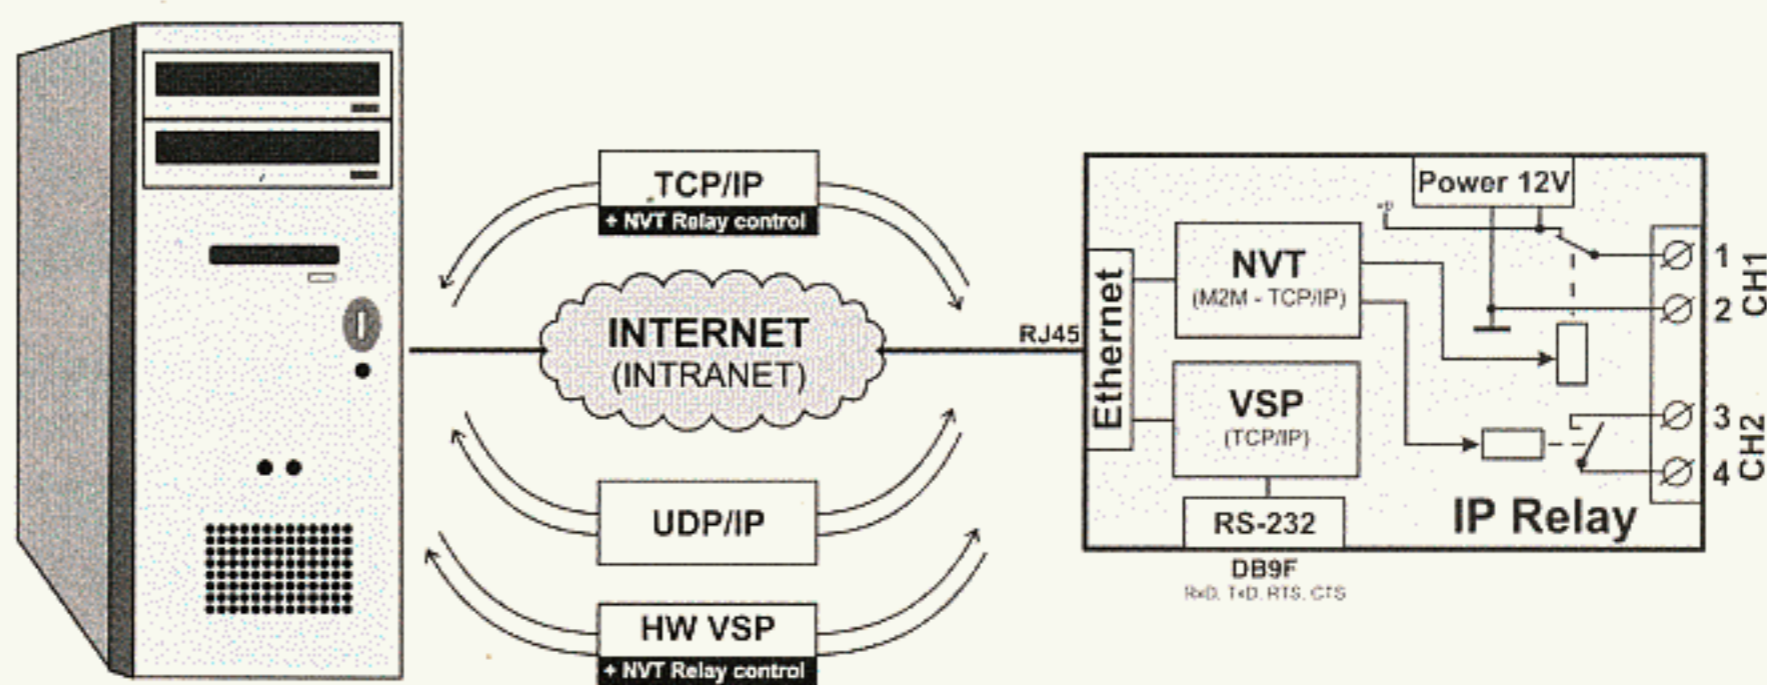 TCP/IP
+ NVT Relay control
INTERNET
(INTRANET)
UDP/IP
HW VSP
+ NVT Relay control
RJ45
Ethernet
NVT
(M2M - TCP/IP)
VSP
(TCP/IP)
RS-232
DB9F
RxD, TxD, RTS, CTS
Power 12V
1
2
CH1
3
4
CH2
IP Relay